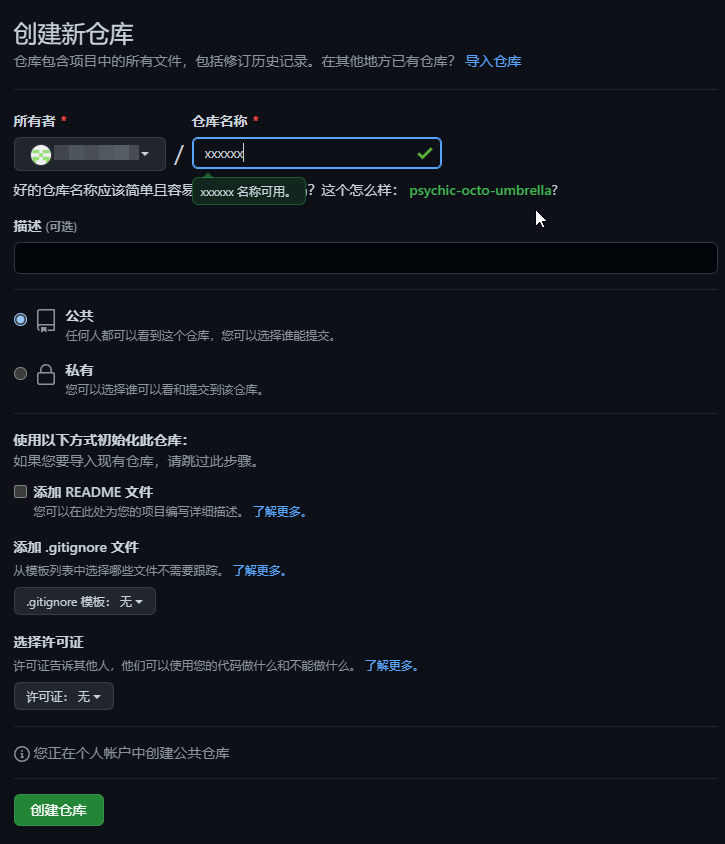 创建新仓库
仓库包含项目中的所有文件，包括修订历史记录。在其他地方已有仓库？ 导入仓库
所有者 * 仓库名称 *
/ xxxxxx
好的仓库名称应该简单且容易 ？这个怎么样： psychic-octo-umbrella?
xxxxxx 名称可用。
描述 (可选)
公共
任何人都可以看到这个仓库，您可以选择谁能提交。
私有
您可以选择谁可以看和提交到该仓库。
使用以下方式初始化此仓库：
如果您要导入现有仓库，请跳过此步骤。
添加 README 文件
您可以在此处为您的项目编写详细描述。 了解更多。
添加 .gitignore 文件
从模板列表中选择哪些文件不需要跟踪。 了解更多。
.gitignore 模板： 无
选择许可证
许可证告诉其他人，他们可以使用您的代码做什么和不能做什么。 了解更多。
许可证： 无
您正在个人帐户中创建公共仓库
创建仓库